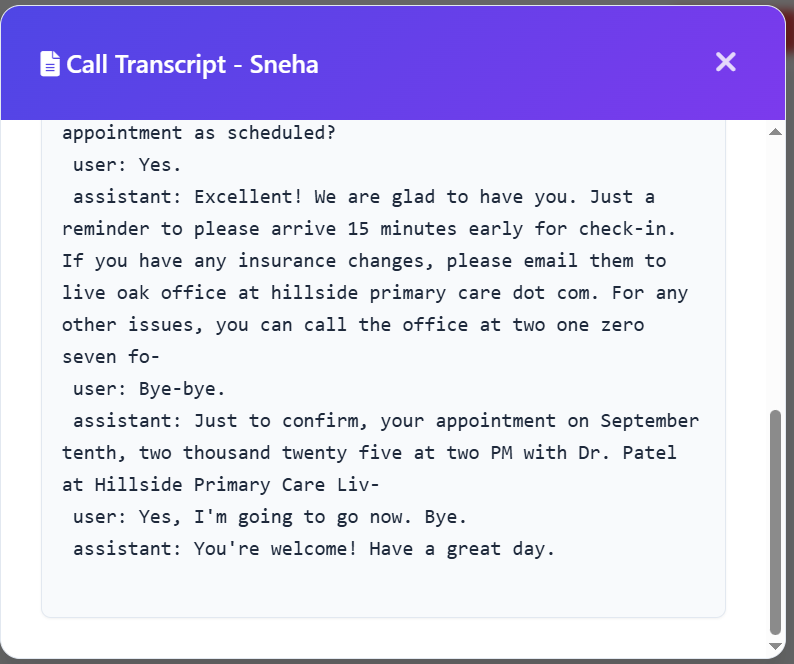 Call Transcript - Sneha
appointment as scheduled?
user: Yes.
assistant: Excellent! We are glad to have you. Just a
reminder to please arrive 15 minutes early for check-in.
If you have any insurance changes, please email them to
live oak office at hillside primary care dot com. For any
other issues, you can call the office at two one zero
seven fo-
user: Bye-bye.
assistant: Just to confirm, your appointment on September
tenth, two thousand twenty five at two PM with Dr. Patel
at Hillside Primary Care Liv-
user: Yes, I'm going to go now. Bye.
assistant: You're welcome! Have a great day.